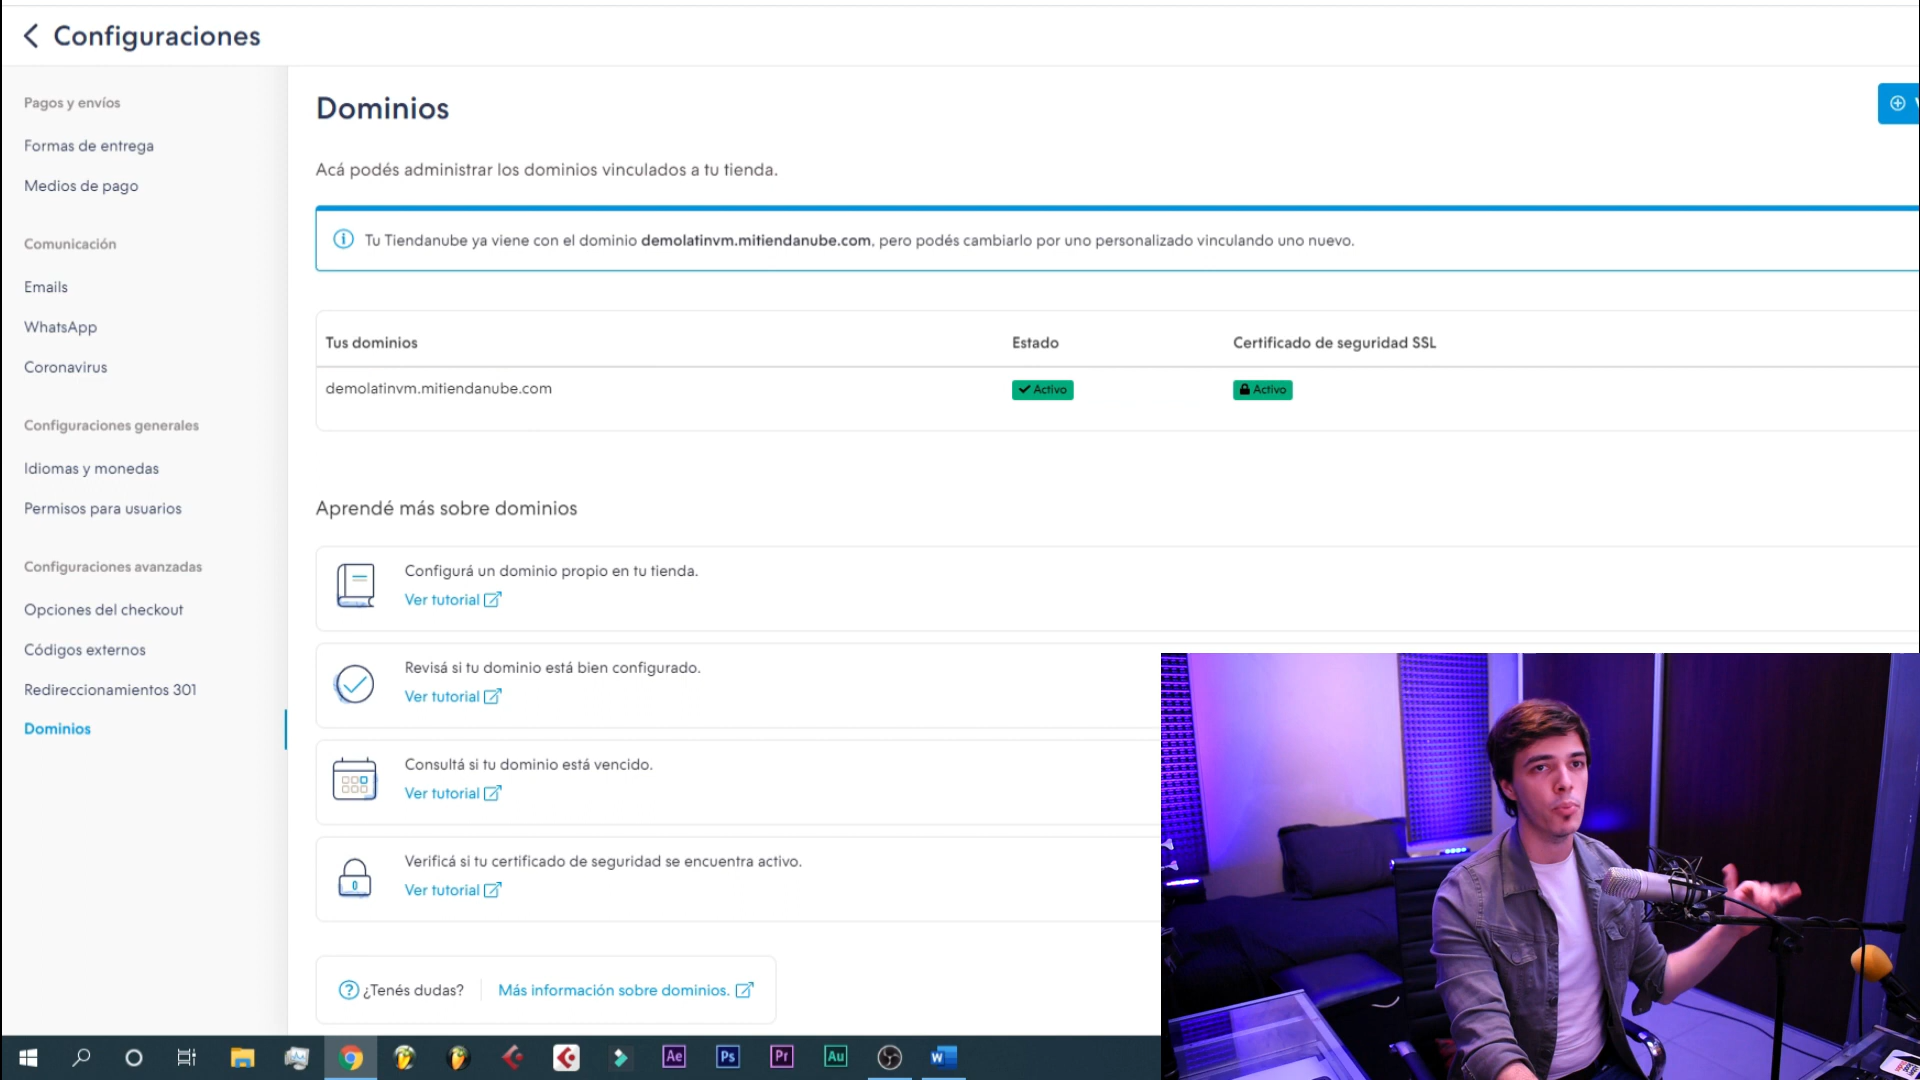 Configuraciones
Pagos y envíos
Formas de entrega
Medios de pago
Comunicación
Emails
WhatsApp
Coronavirus
Configuraciones generales
Idiomas y monedas
Permisos para usuarios
Configuraciones avanzadas
Opciones del checkout
Códigos externos
Redireccionamientos 301
Dominios
Dominios
Acá podés administrar los dominios vinculados a tu tienda.
Tu Tiendanube ya viene con el dominio demolatinvm.mitiendanube.com, pero podés cambiarlo por uno personalizado vinculando uno nuevo.
Tus dominios Estado Certificado de seguridad SSL
demolatinvm.mitiendanube.com Activo Activo
Aprendé más sobre dominios
Configurá un dominio propio en tu tienda.
Ver tutorial
Revisá si tu dominio está bien configurado.
Ver tutorial
Consultá si tu dominio está vencido.
Ver tutorial
Verificá si tu certificado de seguridad se encuentra activo.
Ver tutorial
¿Tenés dudas? Más información sobre dominios.
Ae Ps Pr Au W